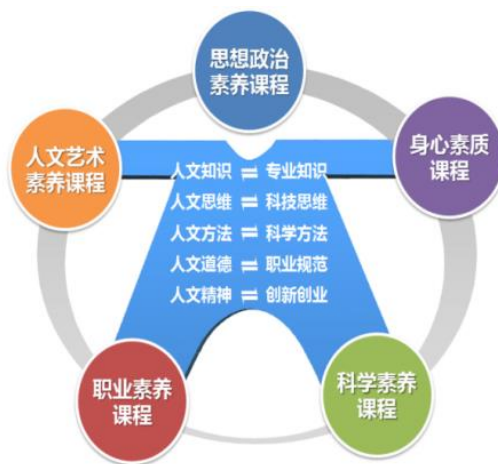 思想政治
素养课程
人文艺术
素养课程
身心素质
课程
人文知识 ⇌ 专业知识
人文思维 ⇌ 科技思维
人文方法 ⇌ 科学方法
人文道德 ⇌ 职业规范
人文精神 ⇌ 创新创业
职业素养
课程
科学素养
课程